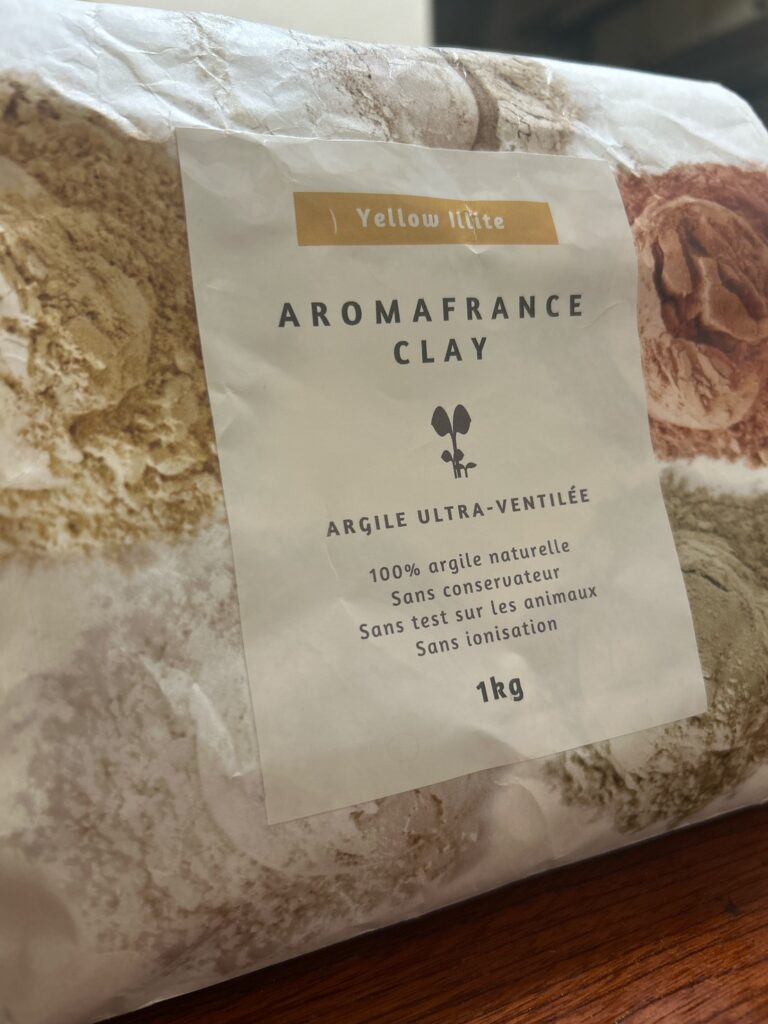 Yellow Illite
AROMAFRANCE
CLAY
ARGILE ULTRA-VENTILÉE
100% argile naturelle
Sans conservateur
Sans test sur les animaux
Sans ionisation
1kg